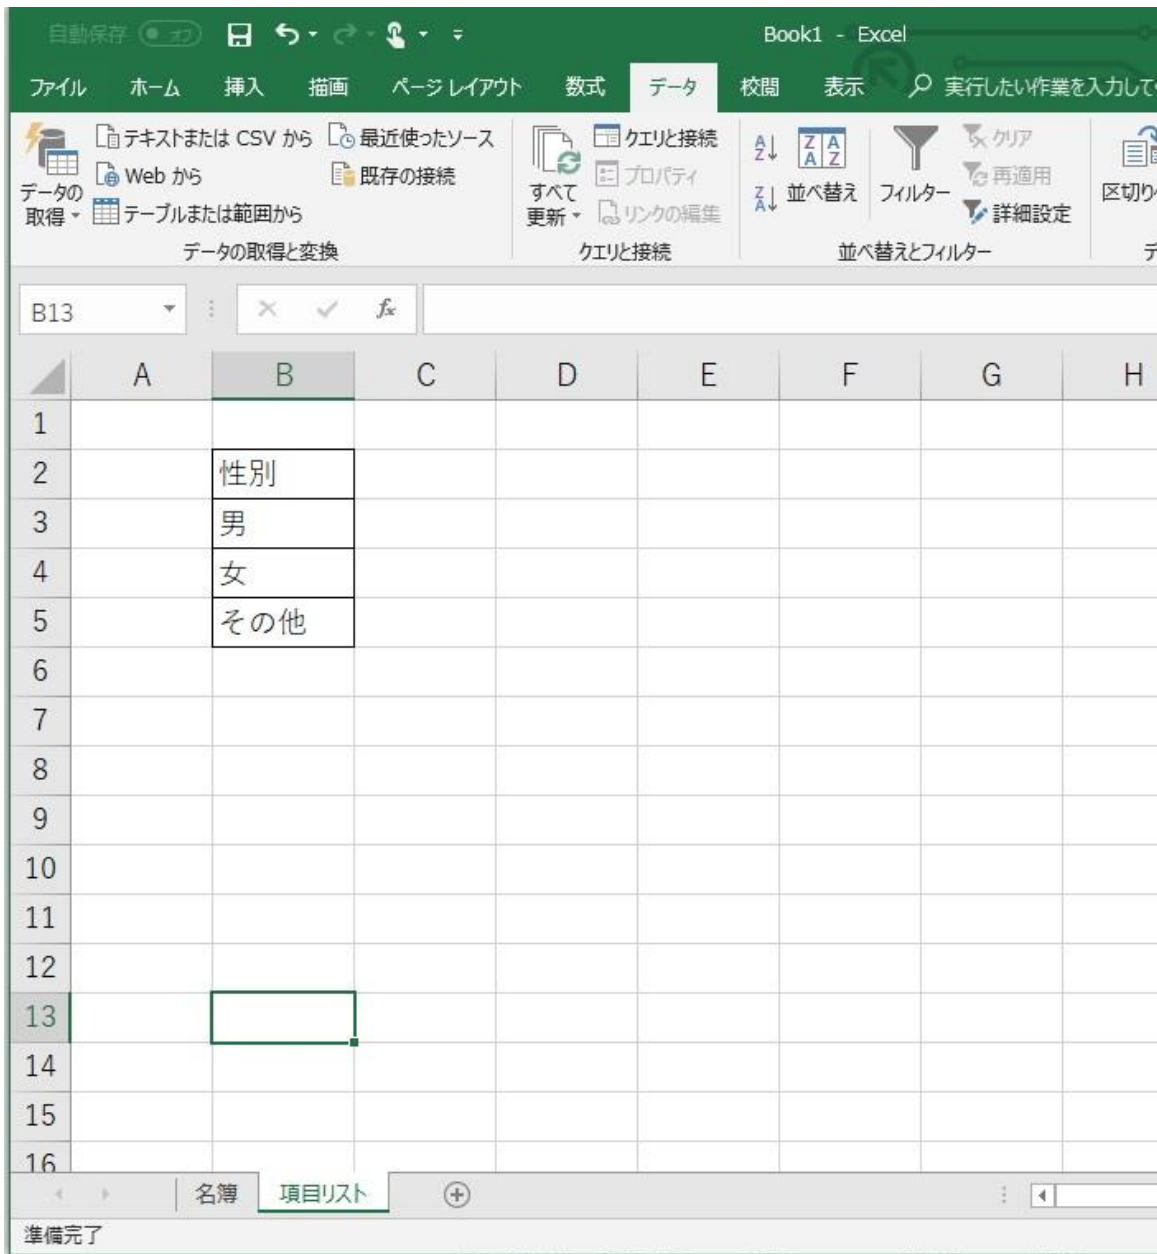 自動保存 オフ Book1 - Excel
ファイル ホーム 挿入 描画 ページ レイアウト 数式 データ 校閲 表示 実行したい作業を入力して
テキストまたは CSV から 最近使ったソース クエリと接続 クリア
Web から 既存の接続 プロパティ 再適用
データの取得 テーブルまたは範囲から すべて更新 リンクの編集 並べ替え フィルター 詳細設定 区切り
データの取得と変換 クエリと接続 並べ替えとフィルター デ
B13 fx
A B C D E F G H
1
2 性別
3 男
4 女
5 その他
6
7
8
9
10
11
12
13
14
15
16
名簿 項目リスト
準備完了